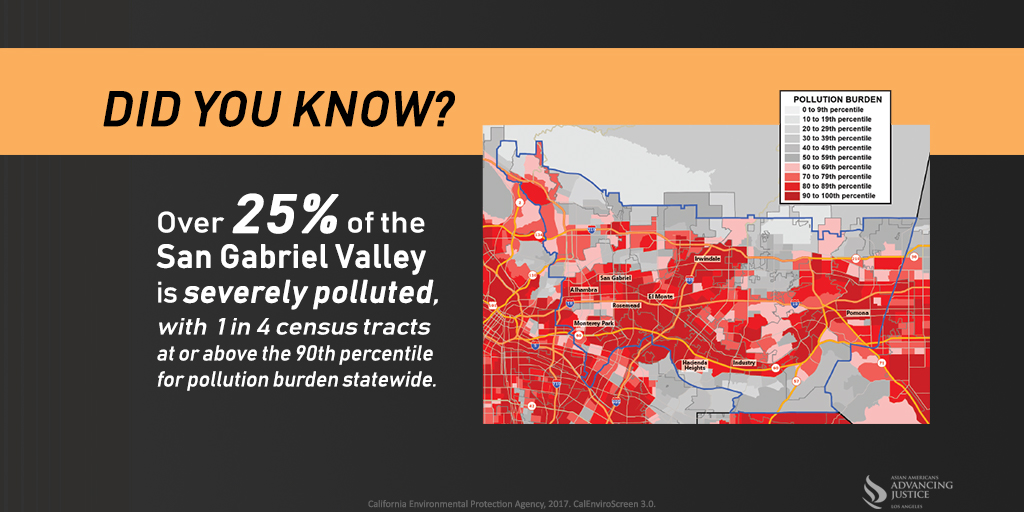 DID YOU KNOW?
Over 25% of the
San Gabriel Valley
is severely polluted,
with 1 in 4 census tracts
at or above the 90th percentile
for pollution burden statewide.
POLLUTION BURDEN
0 to 9th percentile
10 to 19th percentile
20 to 29th percentile
30 to 39th percentile
40 to 49th percentile
50 to 59th percentile
60 to 69th percentile
70 to 79th percentile
80 to 89th percentile
90 to 100th percentile
Irwindale
San Gabriel
Alhambra
El Monte
Rosemead
Pomona
Monterey Park
Hacienda
Heights
Industry
California Environmental Protection Agency, 2017. CalEnviroScreen 3.0.
ASIAN AMERICANS
ADVANCING
JUSTICE
LOS ANGELES